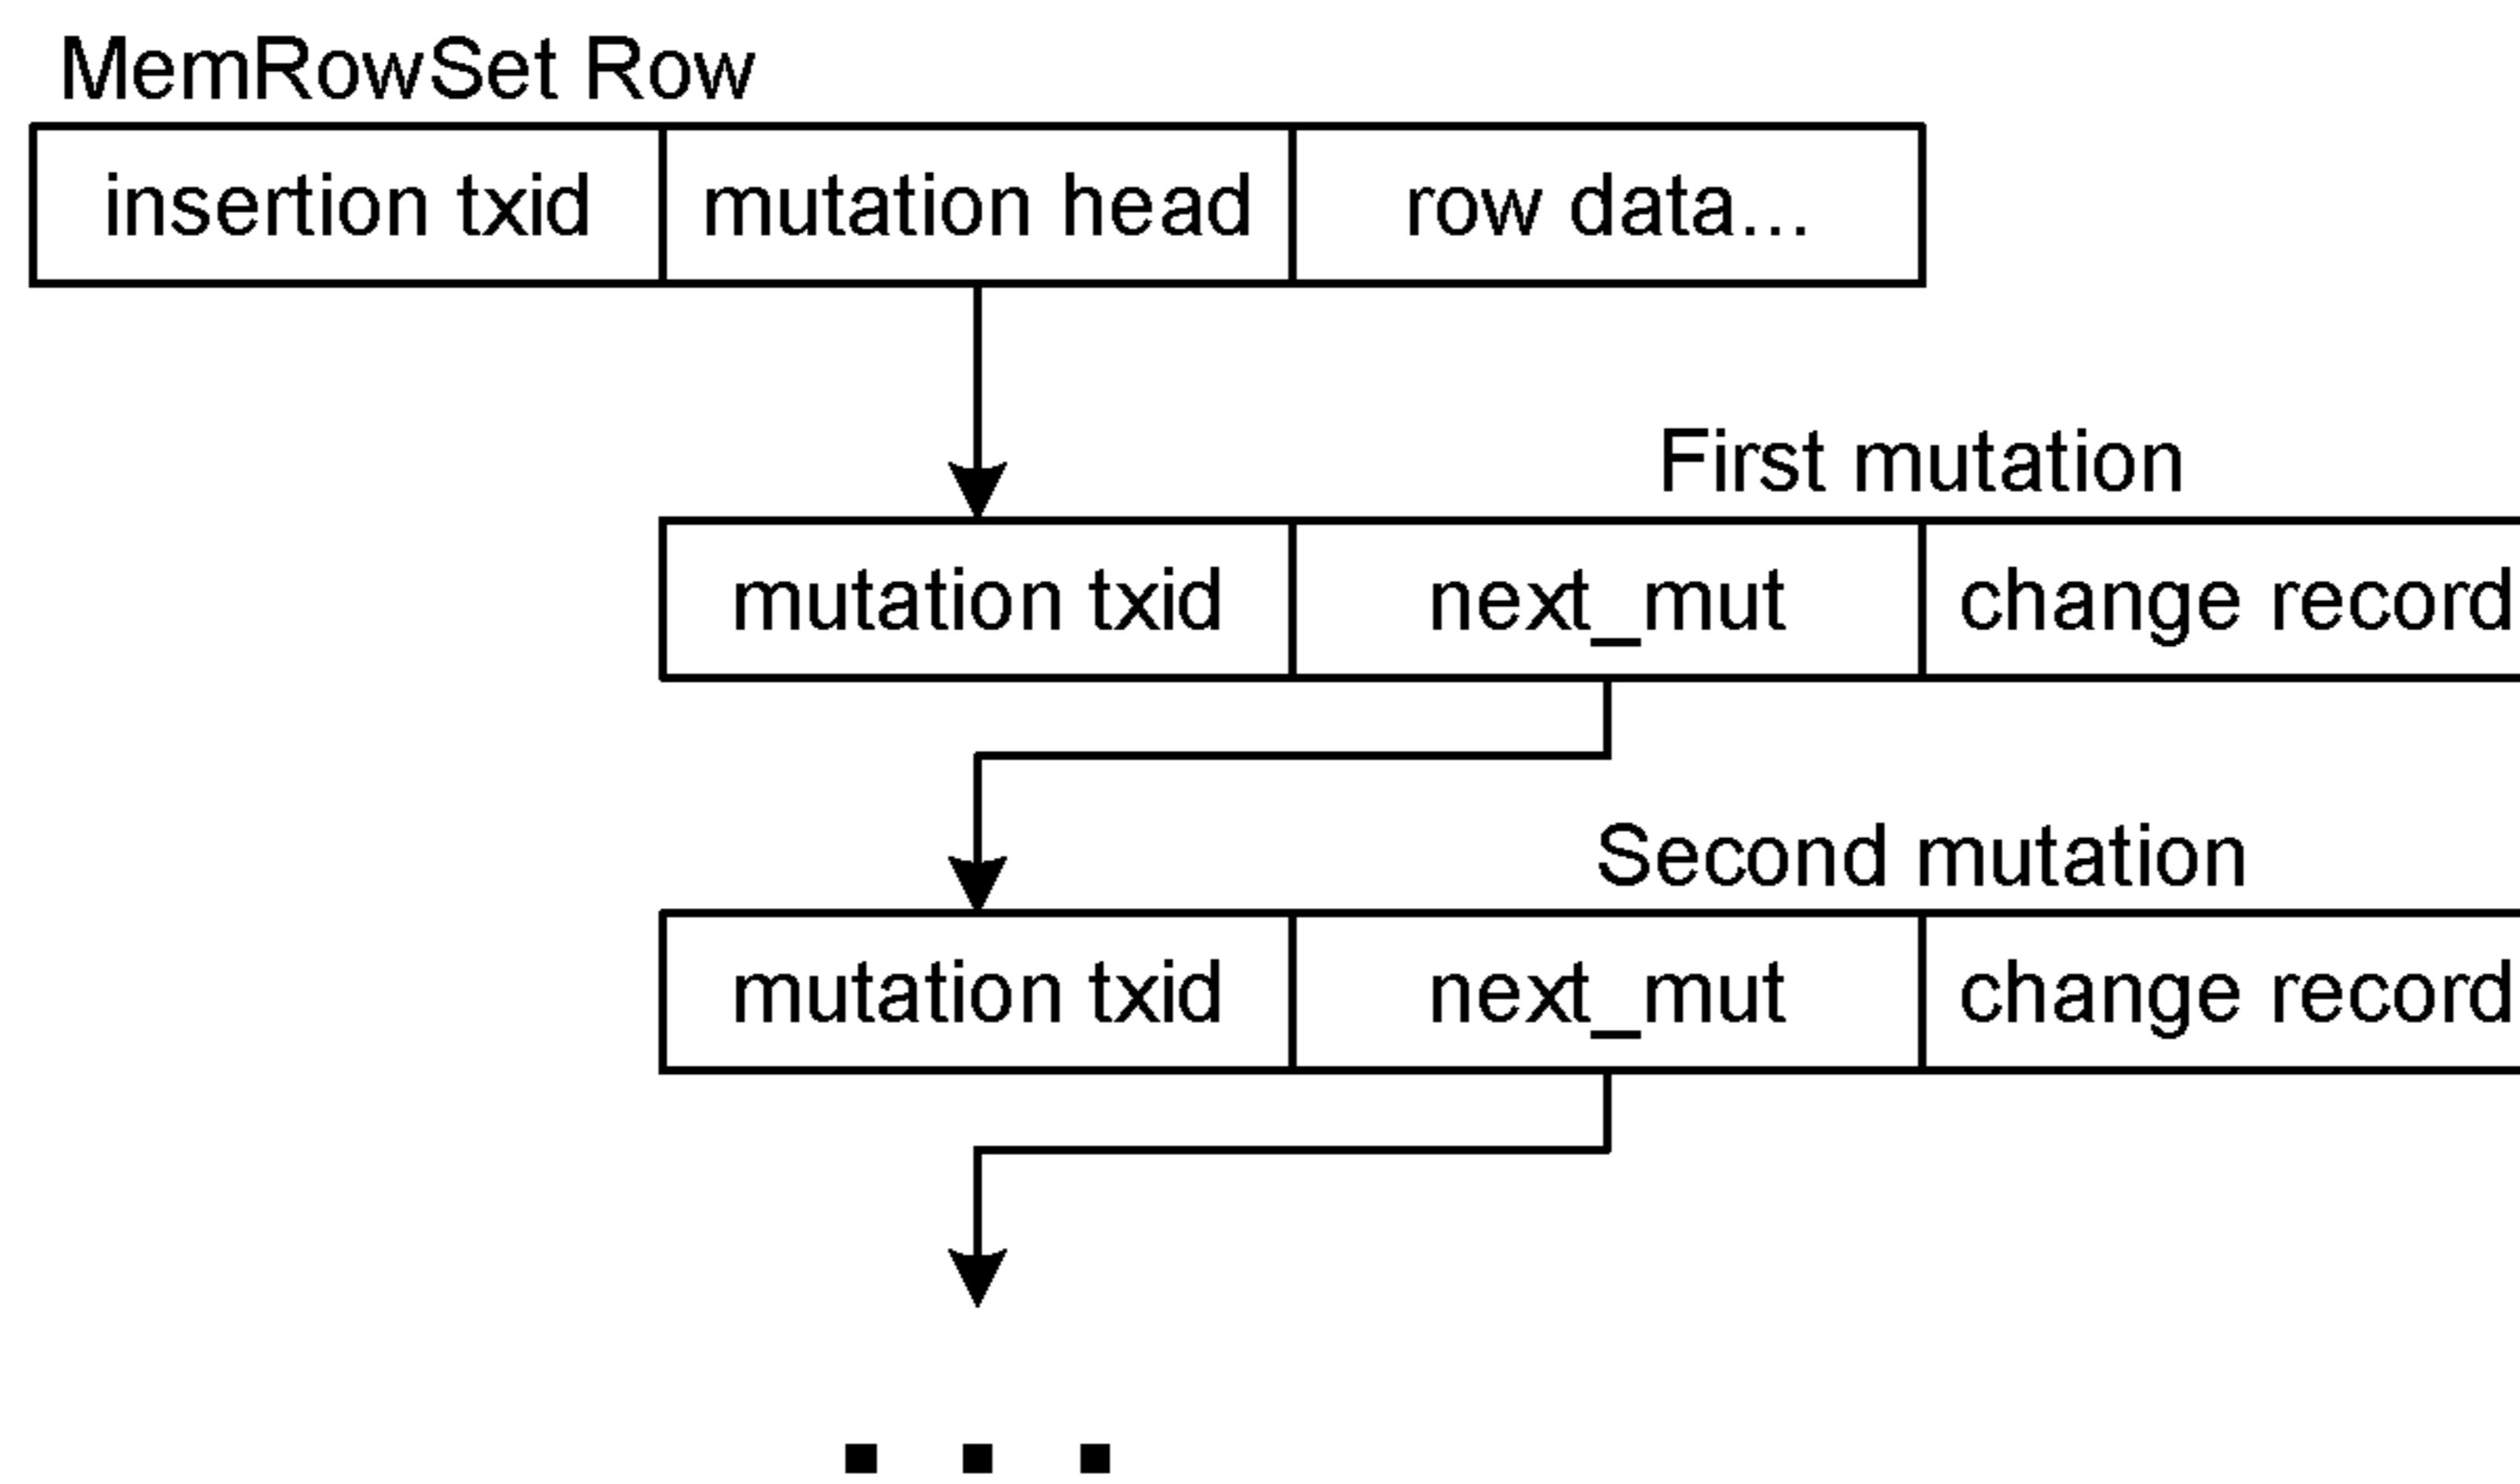 MemRowSet Row
insertion txid mutation head row data...
First mutation
mutation txid next_mut change record
Second mutation
mutation txid next_mut change record
...